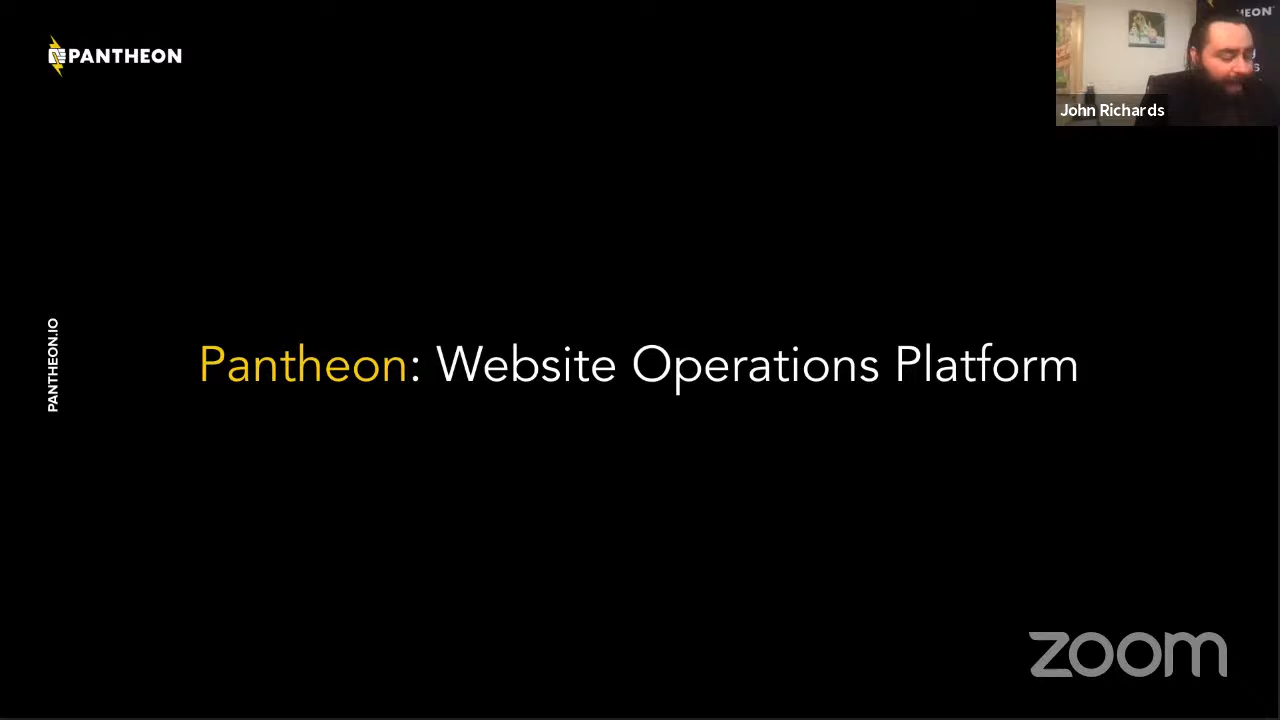 PANTHEON
John Richards
PANTHEON.IO
Pantheon: Website Operations Platform
zoom